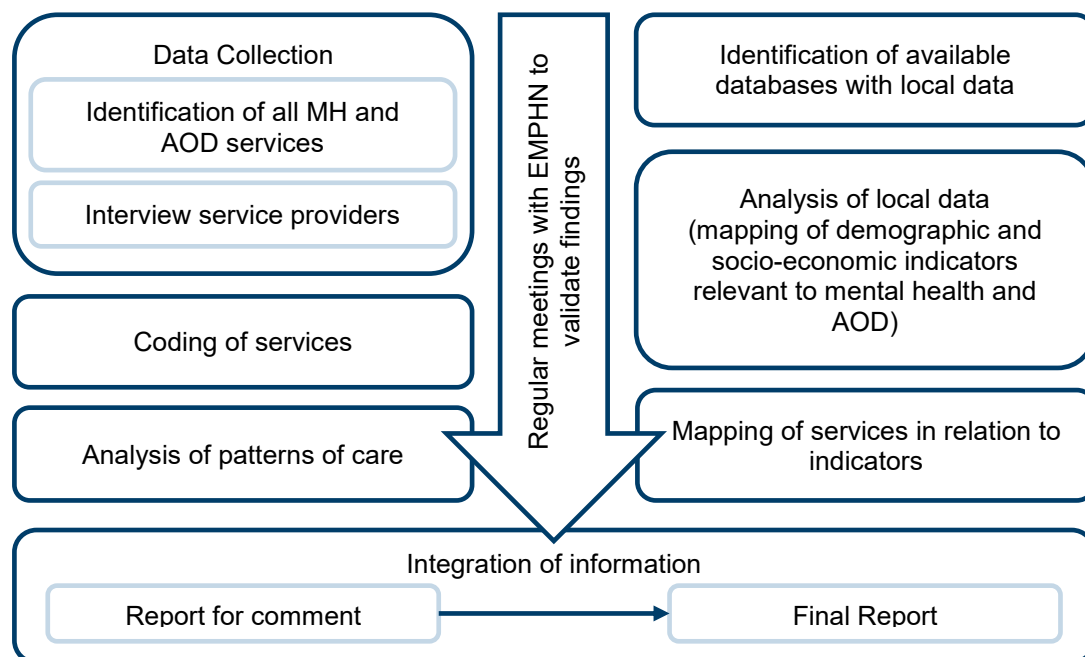 Data Collection
Identification of all MH and
AOD services
Interview service providers
Coding of services
Analysis of patterns of care
Regular meetings with EMPHN to
validate findings
Identification of available
databases with local data
Analysis of local data
(mapping of demographic and
socio-economic indicators
relevant to mental health and
AOD)
Mapping of services in relation to
indicators
Integration of information
Report for comment
Final Report